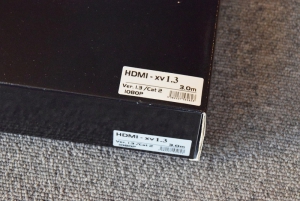 HDMI - xv 1.3
Ver. 1.3 /Cat 2
3.0m
1080P
HDMI - xv 1.3
Ver. 1.3 /Cat 2
3.0m
1080P